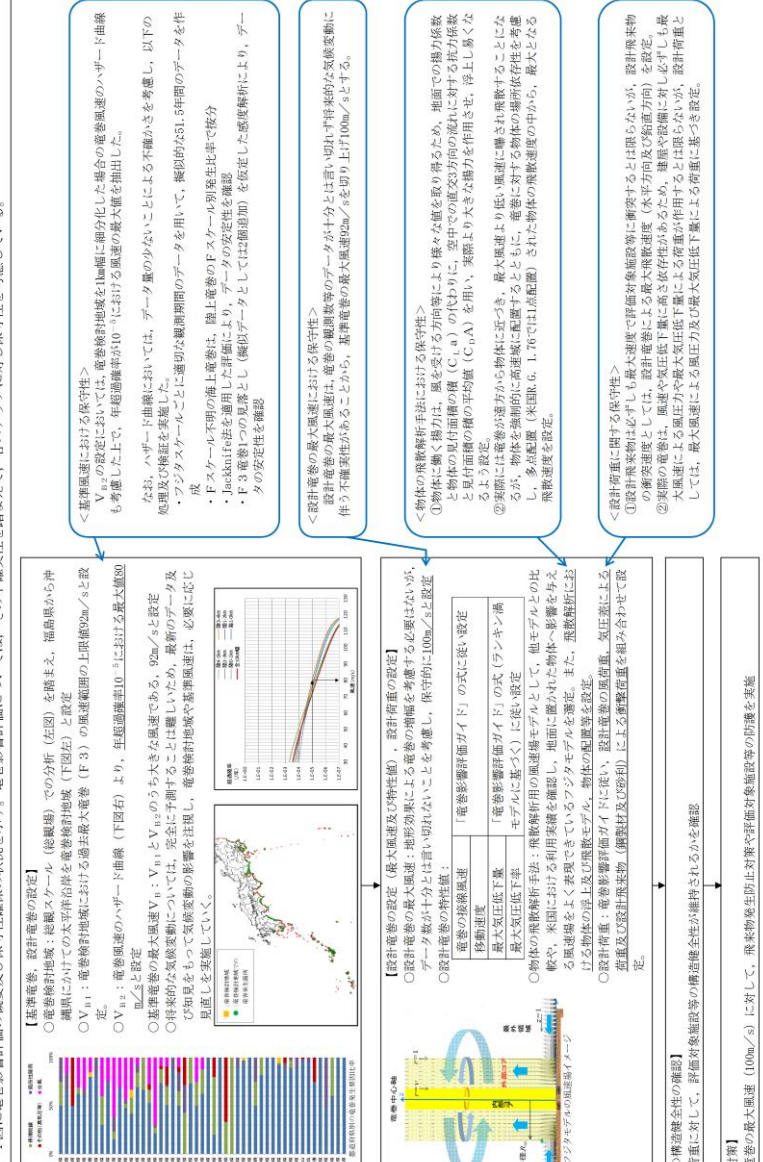 【基準竜巻，設計竜巻の設定】
○竜巻検討地域：総観スケール（総観場）での分析（左図）を踏まえ，福島県から沖
縄県にかけての太平洋沿岸を竜巻検討地域（下図左）と設定
○ＶB1：竜巻検討地域における過去最大竜巻（Ｆ３）の風速範囲の上限値92m／sと設
定。
○ＶB2：竜巻風速のハザード曲線（下図右）より，年超過確率10⁻⁵における最大値80
m／sと設定
○基準竜巻の最大風速ＶB：ＶB1とＶB2のうち大きな風速である，92m／sと設定
○将来的な気候変動については，完全に予測することは難しいため，最新のデータ及
び知見をもって気候変動の影響を注視し，竜巻検討地域や基準風速は，必要に応じ
見直しを実施していく。
竜巻検討地域
竜巻検討地域での
竜巻発生箇所
超過確率
風速(m/s)
都道府県別の竜巻発生要因比率
【設計竜巻の設定（最大風速及び特性値），設計荷重の設定】
○設計竜巻の最大風速：地形効果による竜巻の増幅を考慮する必要はないが，
データ数が十分とは言い切れないことを考慮し，保守的に100m／sと設定
○設計竜巻の特性値：
竜巻の接線風速
移動速度
「竜巻影響評価ガイド」の式に従い設定
最大気圧低下量
最大気圧低下率
「竜巻影響評価ガイド」の式（ランキン渦
モデルに基づく）に従い設定
○物体の飛散解析手法：飛散解析用の風速場モデルとして，他モデルとの比
較や，米国における利用実績を確認し，地面に置かれた物体へ影響を与え
る風速場をよく表現できているフジタモデルを選定。また，飛散解析にお
ける物体の浮上及び飛散モデル，物体の配置等を設定。
○設計荷重：竜巻影響評価ガイドに従い，設計竜巻の風荷重，気圧差による
荷重及び設計飛来物（鋼製材及び砂利）による衝撃荷重を組み合わせて設
定。
竜巻中心軸
外部領域
フジタモデルの風速場イメージ
の構造健全性の確認】
荷重に対して，評価対象施設等の構造健全性が維持されるかを確認
策】
竜巻の最大風速（100m／s）に対して，飛来物発生防止対策や評価対象施設等の防護を実施
＜基準風速における保守性＞
ＶB2の設定においては，竜巻検討地域を1km幅に細分化した場合の竜巻風速のハザード曲線
も考慮した上で，年超過確率が10⁻⁵における風速の最大値を抽出した。
なお，ハザード曲線においては，データ量の少ないことによる不確かさを考慮し，以下の
処理及び検証を実施した。
・フジタスケールごとに適切な観測期間のデータを用いて，擬似的な51.5年間のデータを作
成
・Ｆスケール不明の海上竜巻は，陸上竜巻のＦスケール別発生比率で按分
・Jackknife法を適用した評価により，データの安定性を確認
・Ｆ３竜巻1つの見落とし（擬似データとしては2個追加）を仮定した感度解析により，デー
タの安定性を確認
＜設計竜巻の最大風速における保守性＞
設計竜巻の最大風速は，竜巻の観測数等のデータが十分とは言い切れず将来的な気候変動に
伴う不確実性があることから，基準竜巻の最大風速92m／sを切り上げ100m／sとする。
＜物体の飛散解析手法における保守性＞
①物体に働く揚力は，風を受ける方向等により様々な値を取り得るため，地面での揚力係数
と物体の見付面積の積（ＣLａ）の代わりに，空中での直交3方向の流れに対する抗力係数
と見付面積の積の平均値（ＣDＡ）を用い，実際より大きな揚力を作用させ，浮上し易くな
るよう設定。
②実際には竜巻が遠方から物体に近づき，最大風速より低い風速に曝され飛散することにな
るが，物体を強制的に高速域に配置するとともに，竜巻に対する物体の場所依存性を考慮
し，多点配置（米国R.G. 1.76では1点配置）された物体の飛散速度の中から，最大となる
飛散速度を設定。
＜設計荷重に関する保守性＞
①設計飛来物は必ずしも最大速度で評価対象施設等に衝突するとは限らないが，設計飛来物
の衝突速度としては，設計竜巻による最大飛散速度（水平方向及び鉛直方向）を設定。
②実際の竜巻は，風速や気圧低下量に高さ依存性があるため，建屋や設備に対し必ずしも最
大風速による風圧力や最大気圧低下量による荷重が作用するとは限らないが，設計荷重と
しては，最大風速による風圧力及び最大気圧低下量による荷重に基づき設定。